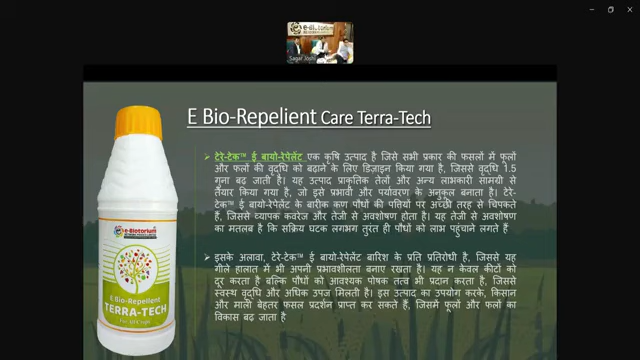 e-Biotorium
Sagar Joshi
E Bio-Repelient Care Terra-Tech
टेरे-टेक™ ई बायो-रेपेलेंट एक कृषि उत्पाद है जिसे सभी प्रकार की फसलों में फूलों
और फलों की वृद्धि को बढ़ाने के लिए डिज़ाइन किया गया है, जिससे वृद्धि 1.5
गुना बढ़ जाती है। यह उत्पाद प्राकृतिक तेलों और अन्य लाभकारी सामग्री से
तैयार किया गया है, जो इसे प्रभावी और पर्यावरण के अनुकूल बनाता है। टेरे-
टेक™ ई बायो-रेपेलेंट के बारीक कण पौधों की पत्तियों पर अच्छी तरह से चिपकते
हैं, जिससे व्यापक कवरेज और तेजी से अवशोषण होता है। यह तेजी से अवशोषण
का मतलब है कि सक्रिय घटक लगभग तुरंत ही पौधों को लाभ पहुंचाने लगते हैं
इसके अलावा, टेरे-टेक™ ई बायो-रेपेलेंट बारिश के प्रति प्रतिरोधी है, जिससे यह
गीले हालात में भी अपनी प्रभावशीलता बनाए रखता है। यह न केवल कीटों को
दूर करता है बल्कि पौधों को आवश्यक पोषक तत्व भी प्रदान करता है, जिससे
स्वस्थ वृद्धि और अधिक उपज मिलती है। इस उत्पाद का उपयोग करके, किसान
और माली बेहतर फसल प्रदर्शन प्राप्त कर सकते हैं, जिसमें फूलों और फलों का
विकास बढ़ जाता है
e-Biotorium
E Bio-Repellent
TERRA-TECH
For All Crops